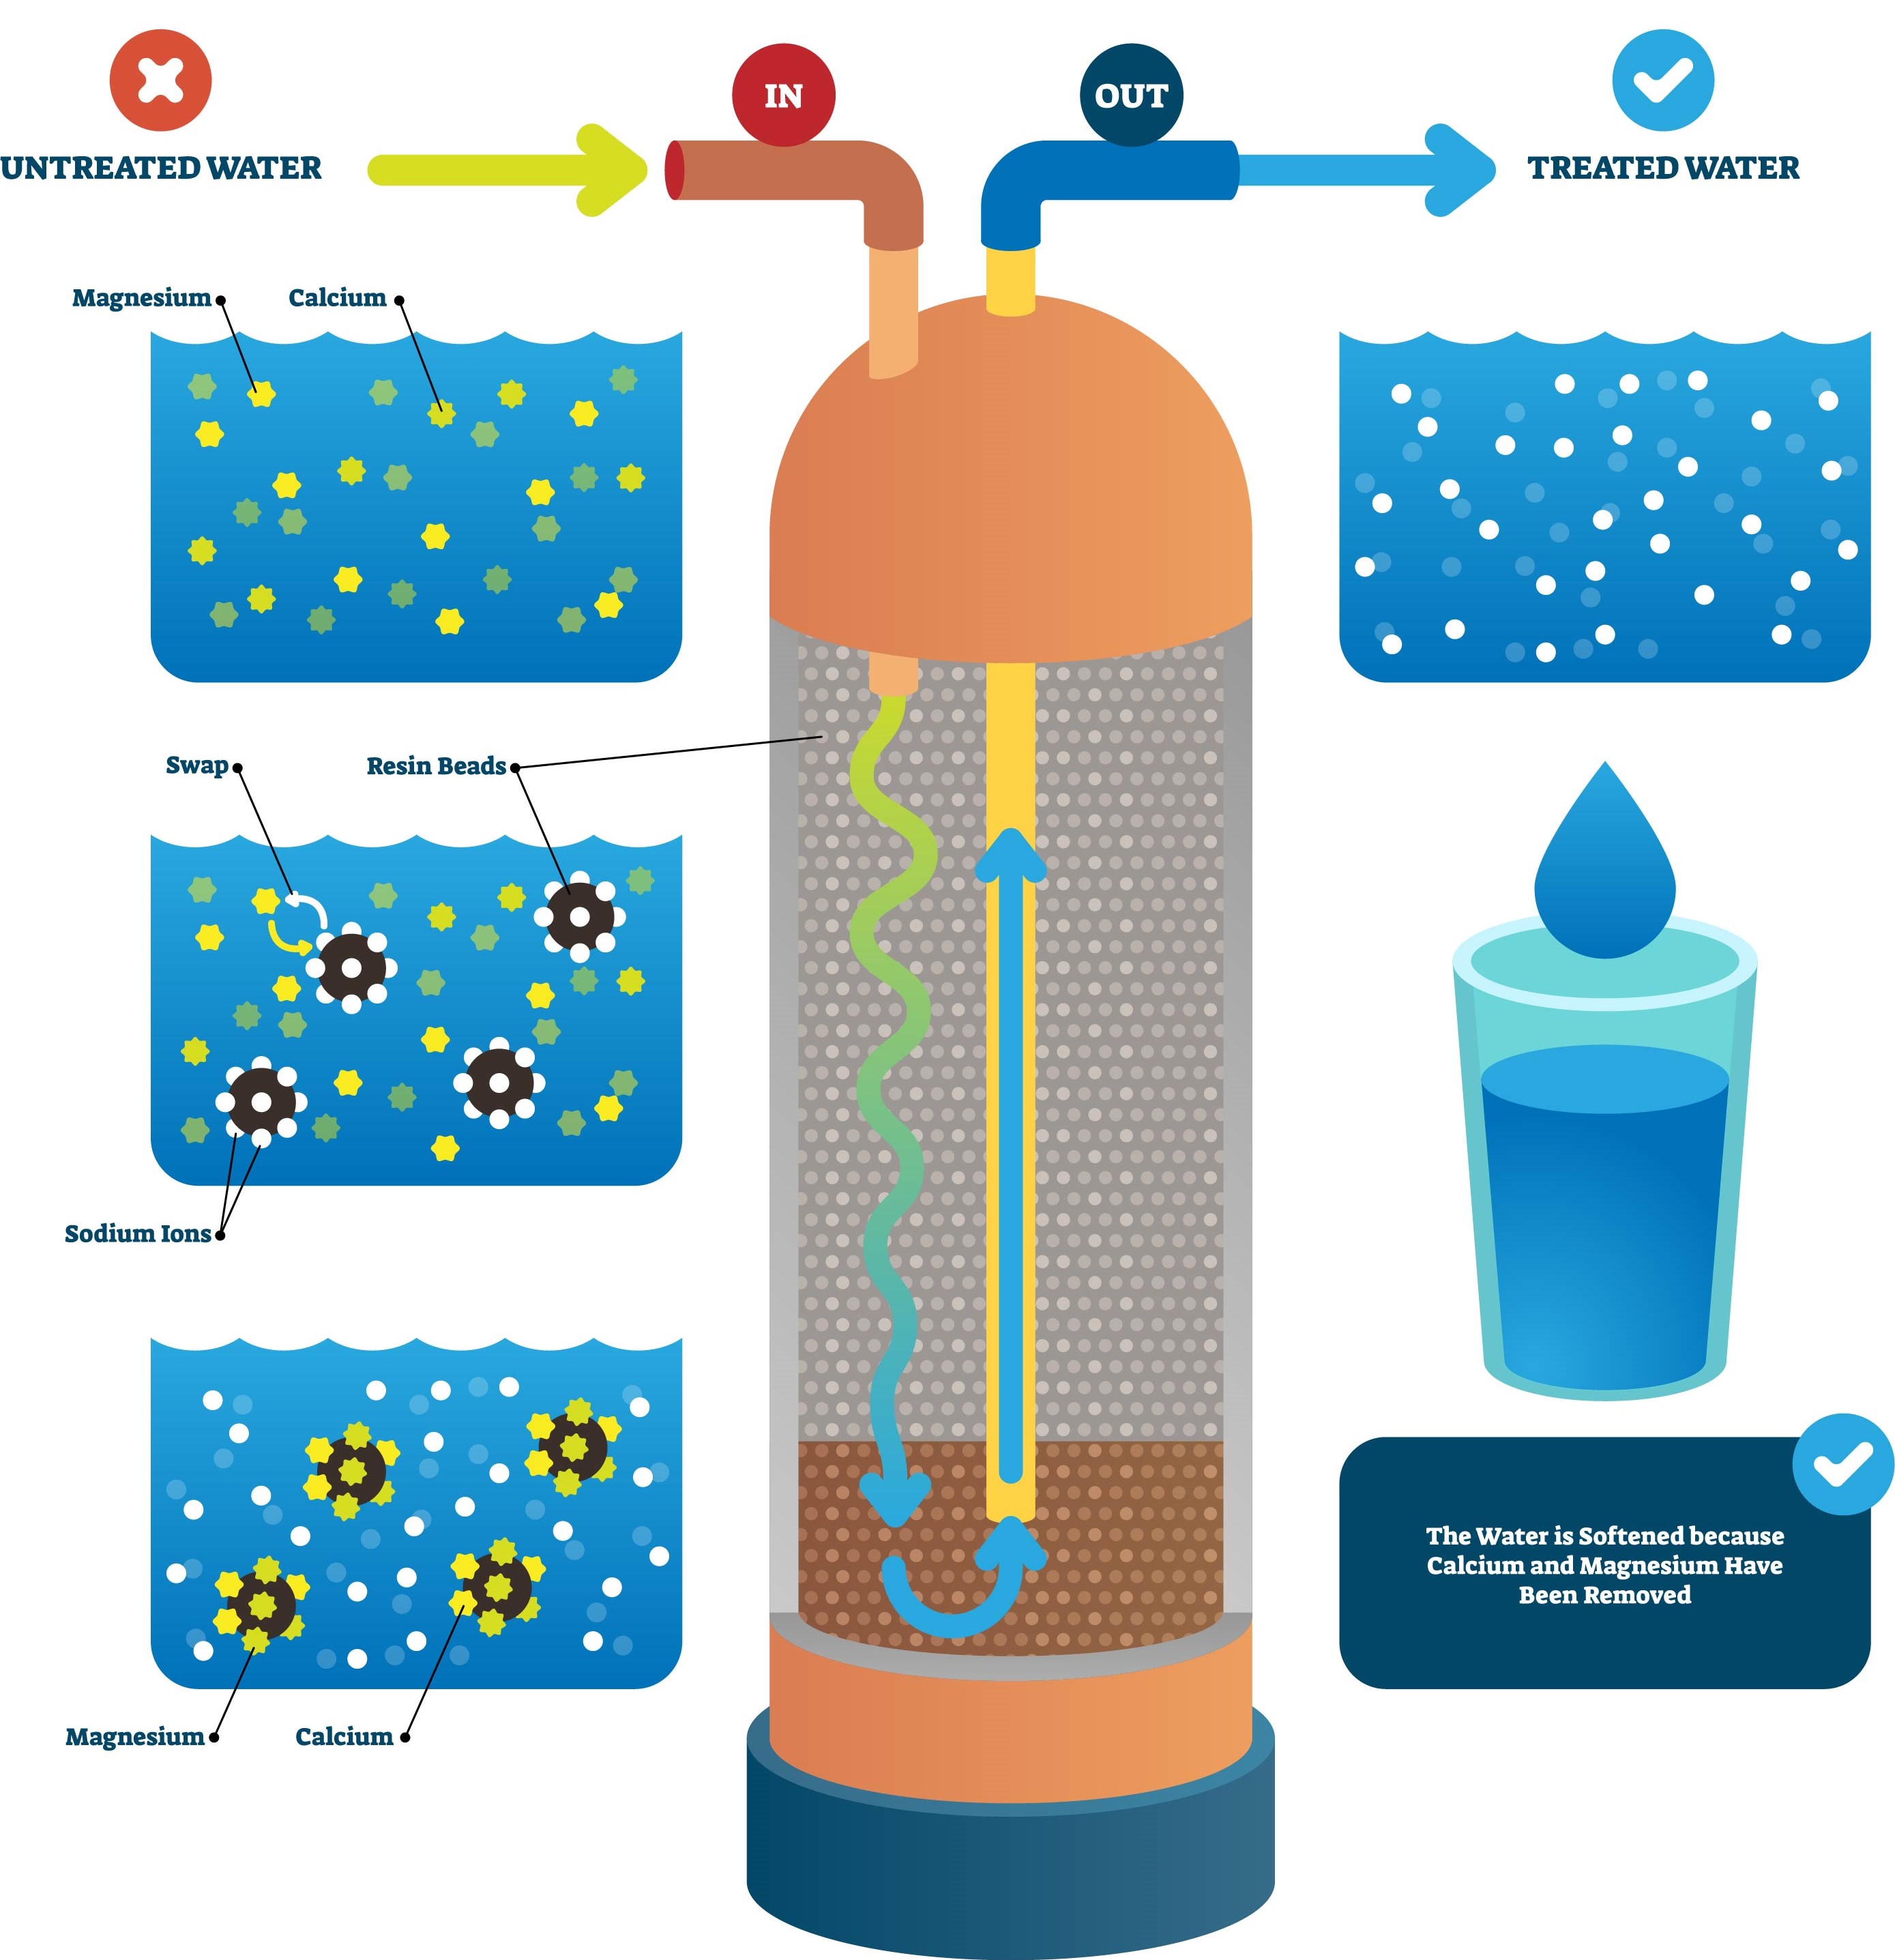 IN
OUT
UNTREATED WATER
TREATED WATER
Magnesium
Calcium
Swap
Resin Beads
Sodium Ions
Magnesium
Calcium
The Water is Softened because
Calcium and Magnesium Have
Been Removed